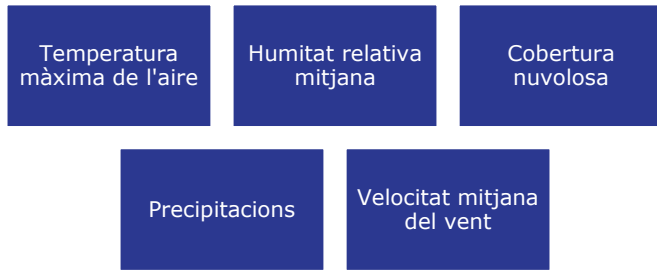 Temperatura
màxima de l'aire
Humitat relativa
mitjana
Cobertura
nuvolosa
Precipitacions
Velocitat mitjana
del vent